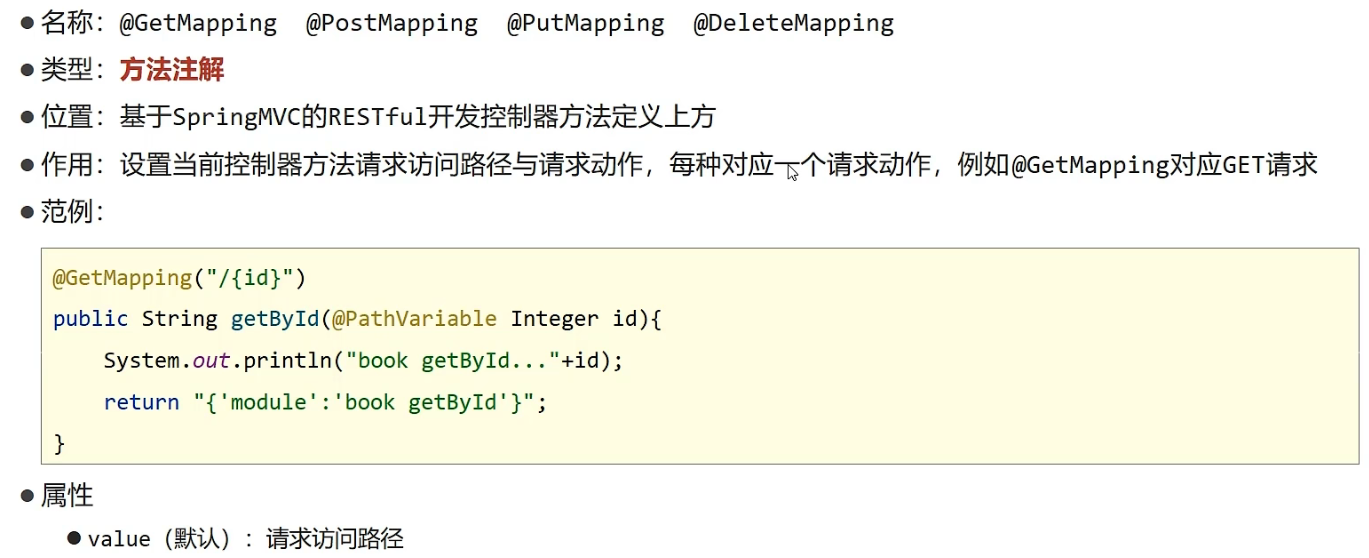 ● 名称：@GetMapping @PostMapping @PutMapping @DeleteMapping
● 类型：方法注解
● 位置：基于SpringMVC的RESTful开发控制器方法定义上方
● 作用：设置当前控制器方法请求访问路径与请求动作，每种对应一个请求动作，例如@GetMapping对应GET请求
● 范例：
@GetMapping("/{id}")
public String getById(@PathVariable Integer id){
    System.out.println("book getById..."+id);
    return "{'module':'book getById'}";
}
● 属性
● value（默认）：请求访问路径